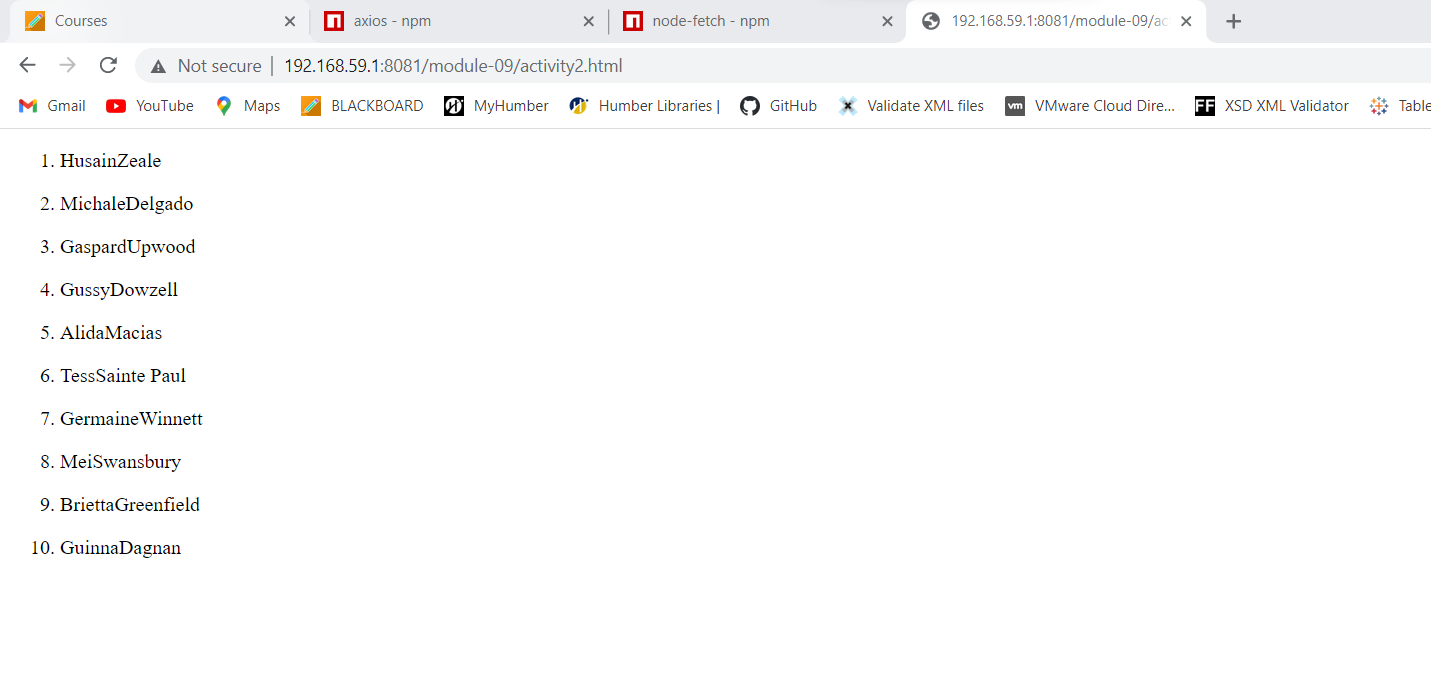 Courses axios - npm node-fetch - npm 192.168.59.1:8081/module-09/ac
Not secure | 192.168.59.1:8081/module-09/activity2.html
Gmail YouTube Maps BLACKBOARD MyHumber Humber Libraries | GitHub Validate XML files vm VMware Cloud Dire... FF XSD XML Validator Table
1. HusainZeale
2. MichaleDelgado
3. GaspardUpwood
4. GussyDowzell
5. AlidaMacias
6. TessSainte Paul
7. GermaineWinnett
8. MeiSwansbury
9. BriettaGreenfield
10. GuinnaDagnan